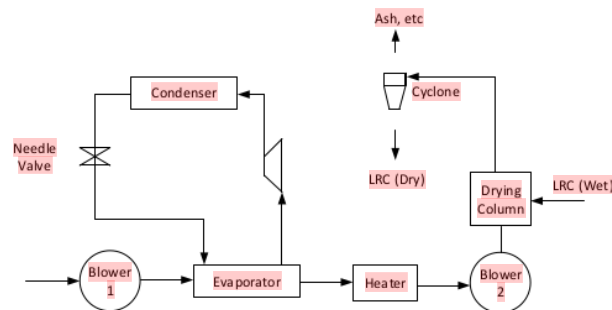 Ash, etc
Condenser
Cyclone
Needle
Valve
LRC (Dry)
Drying
Column
LRC (Wet)
Blower
1
Evaporator
Heater
Blower
2